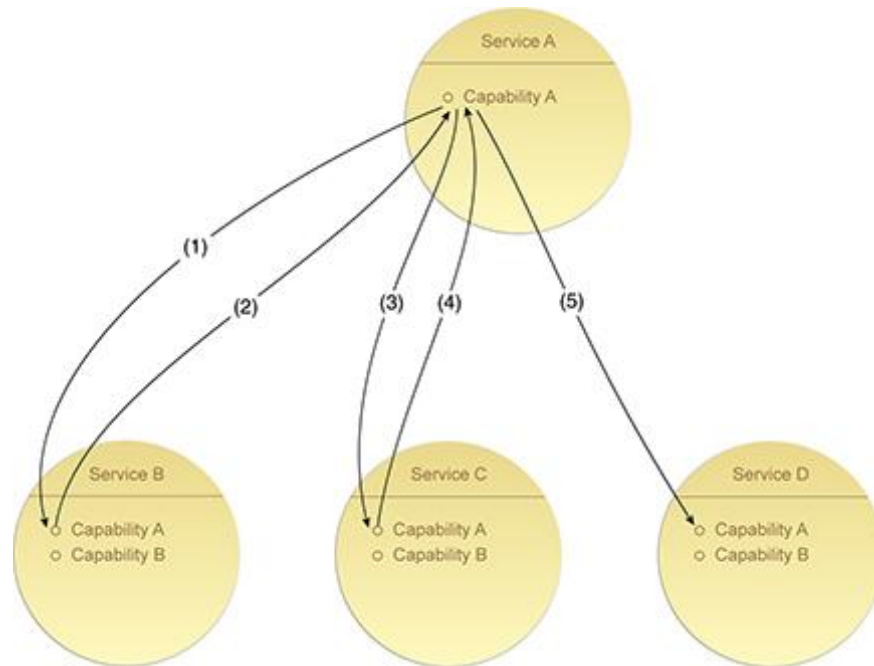 Service A
Capability A
(1)
(2)
(3)
(4)
(5)
Service B
Capability A
Capability B
Service C
Capability A
Capability B
Service D
Capability A
Capability B